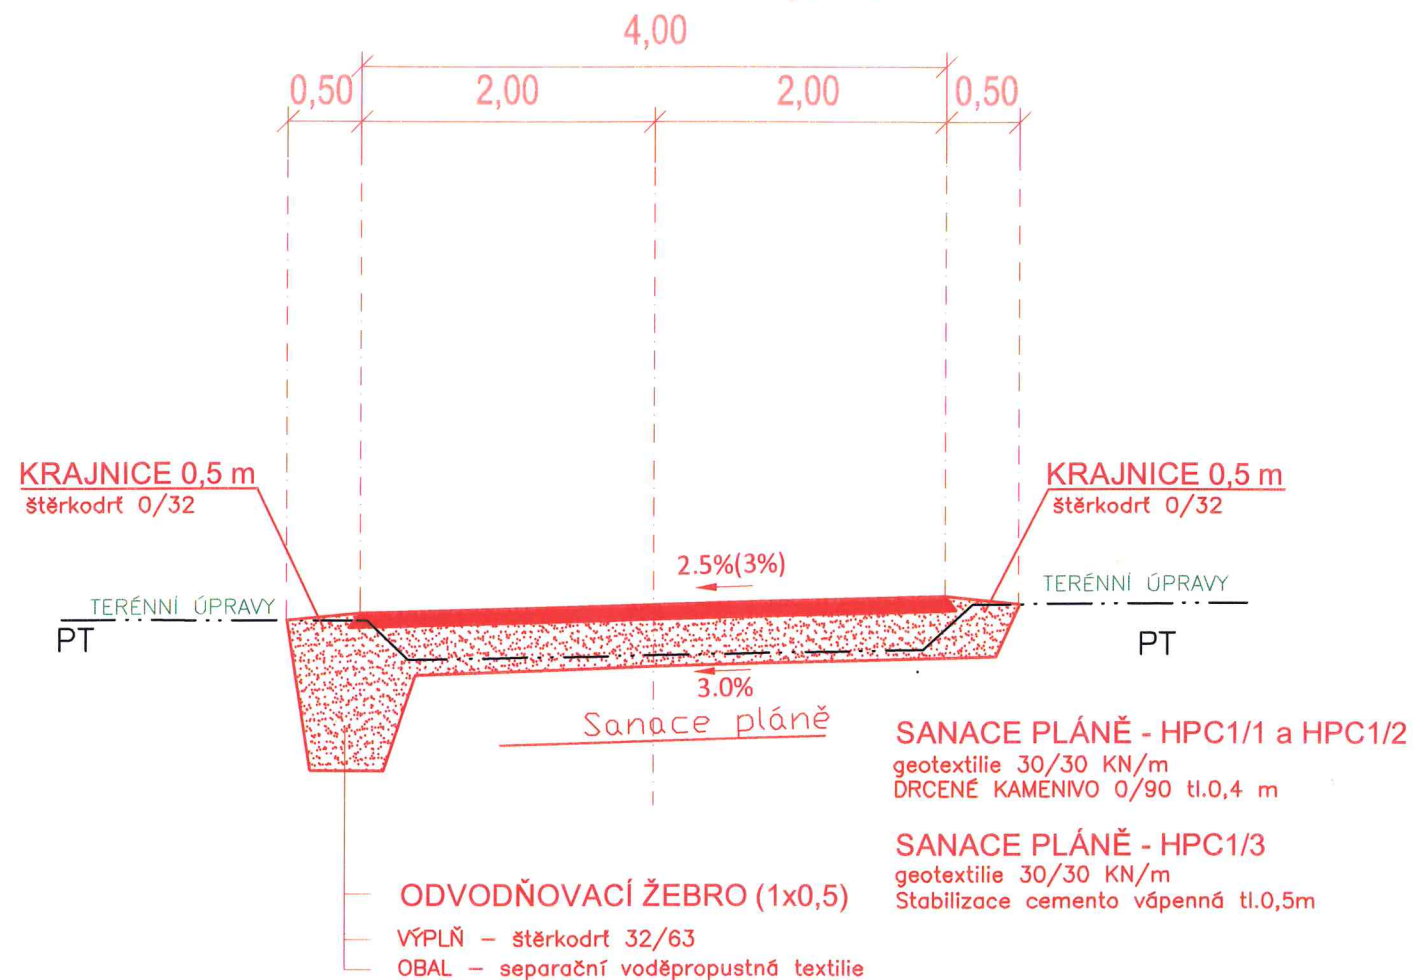 4,00
0,50 2,00 2,00 0,50
KRAJNICE 0,5 m
štěrkodrť 0/32
KRAJNICE 0,5 m
štěrkodrť 0/32
2.5%(3%)
TERÉNNÍ ÚPRAVY
TERÉNNÍ ÚPRAVY
PT
PT
3.0%
Sanace pláně
SANACE PLÁNĚ - HPC1/1 a HPC1/2
geotextilie 30/30 KN/m
DRCENÉ KAMENIVO 0/90 tl.0,4 m
SANACE PLÁNĚ - HPC1/3
geotextilie 30/30 KN/m
Stabilizace cemento vápenná tl.0,5m
ODVODŇOVACÍ ŽEBRO (1x0,5)
VÝPLŇ – štěrkodrť 32/63
OBAL – separační voděpropustná textilie